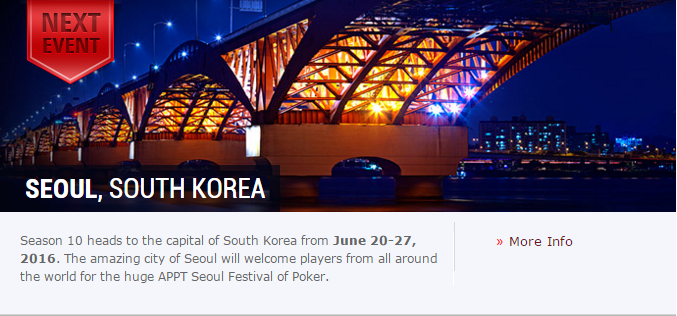 NEXT
EVENT
SEOUL, SOUTH KOREA
Season 10 heads to the capital of South Korea from June 20-27,
2016. The amazing city of Seoul will welcome players from all around
the world for the huge APPT Seoul Festival of Poker.
» More Info